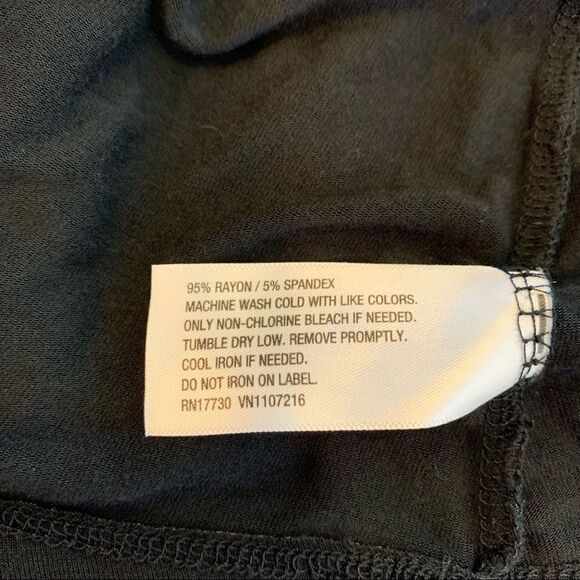 95% RAYON / 5% SPANDEX
MACHINE WASH COLD WITH LIKE COLORS.
ONLY NON-CHLORINE BLEACH IF NEEDED.
TUMBLE DRY LOW. REMOVE PROMPTLY.
COOL IRON IF NEEDED.
DO NOT IRON ON LABEL.
RN17730 VN1107216